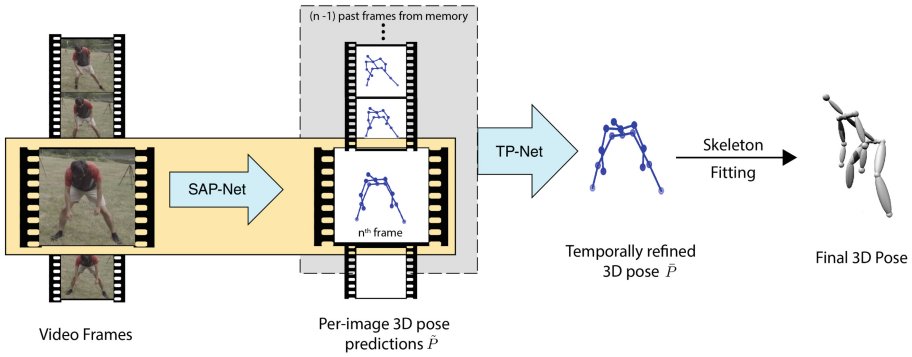 (n -1) past frames from memory
SAP-Net
TP-Net
Skeleton
Fitting
nth frame
Video Frames
Per-image 3D pose
predictions P̃
Temporally refined
3D pose P̄
Final 3D Pose